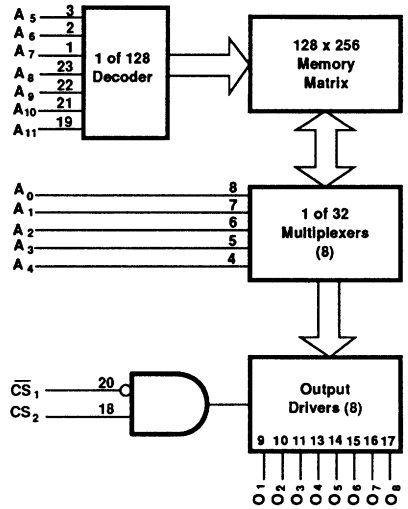 A5 3
A6 2
A7 1
A8 23
A9 22
A10 21
A11 19
1 of 128
Decoder
128 x 256
Memory
Matrix
A0 8
A1 7
A2 6
A3 5
A4 4
1 of 32
Multiplexers
(8)
C̅S̅1 20
CS2 18
Output
Drivers (8)
9 10 11 13 14 15 16 17
O1 O2 O3 O4 O5 O6 O7 O8